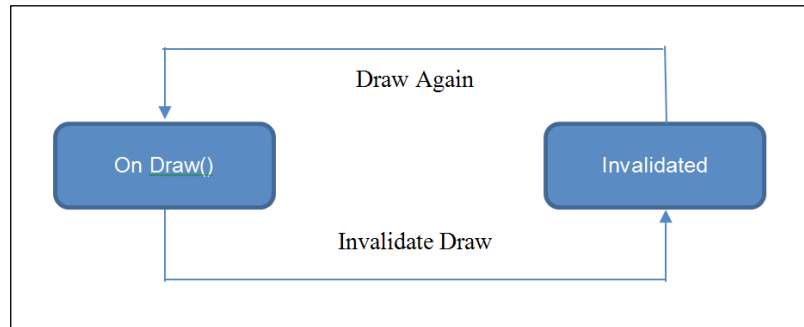 Draw Again
On Draw()
Invalidated
Invalidate Draw